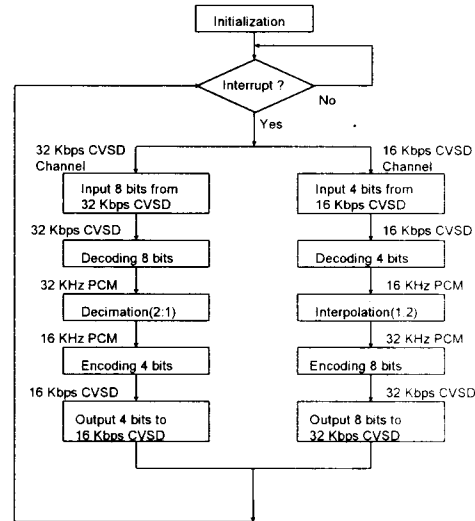 Initialization
Interrupt ?
No
Yes
32 Kbps CVSD
Channel
Input 8 bits from
32 Kbps CVSD
32 Kbps CVSD
Decoding 8 bits
32 KHz PCM
Decimation(2:1)
16 KHz PCM
Encoding 4 bits
16 Kbps CVSD
Output 4 bits to
16 Kbps CVSD
16 Kbps CVSD
Channel
Input 4 bits from
16 Kbps CVSD
16 Kbps CVSD
Decoding 4 bits
16 KHz PCM
Interpolation(1:2)
32 KHz PCM
Encoding 8 bits
32 Kbps CVSD
Output 8 bits to
32 Kbps CVSD